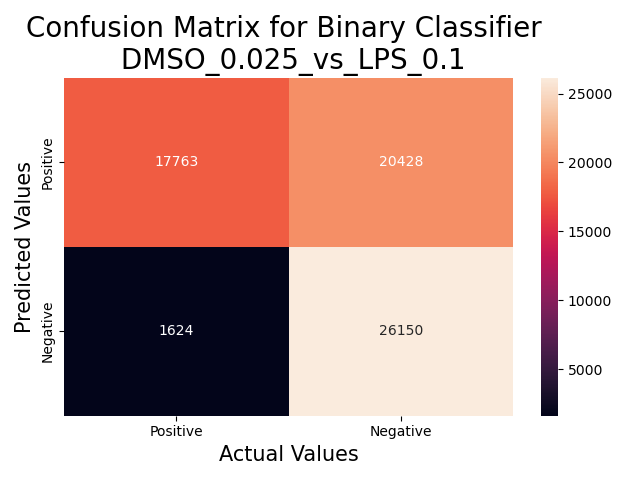 Confusion Matrix for Binary Classifier
DMSO_0.025_vs_LPS_0.1
Predicted Values
Positive
Negative
17763
20428
1624
26150
Positive
Negative
Actual Values
25000
20000
15000
10000
5000